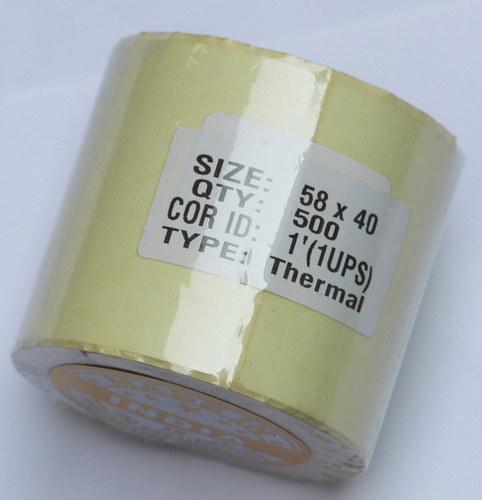 SIZE: 58 x 40
QTY: 500
COR ID: 1'(1UPS)
TYPE: Thermal
INDIA